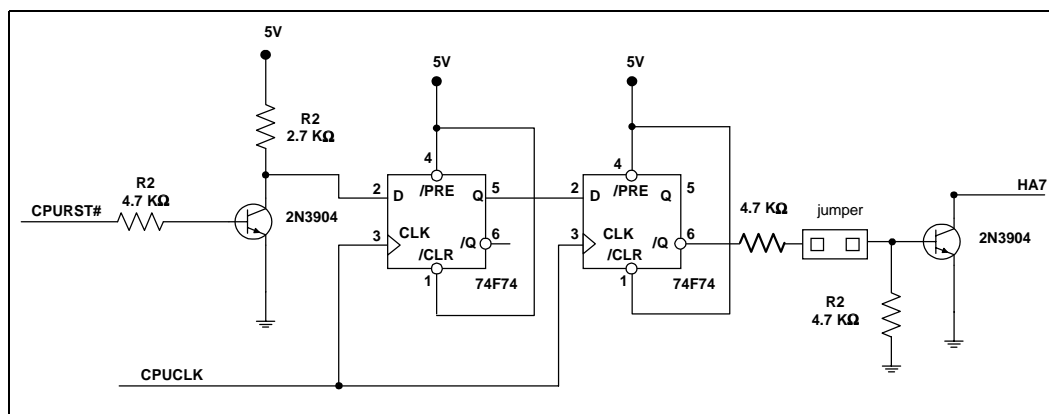 5V
R2
2.7 KΩ
R2
4.7 KΩ
CPURST#
2N3904
5V
4
/PRE
2
D
Q
5
3
CLK
/Q
6
/CLR
1
74F74
5V
4
/PRE
2
D
Q
5
3
CLK
/Q
6
/CLR
1
74F74
4.7 KΩ
jumper
HA7
2N3904
R2
4.7 KΩ
CPUCLK